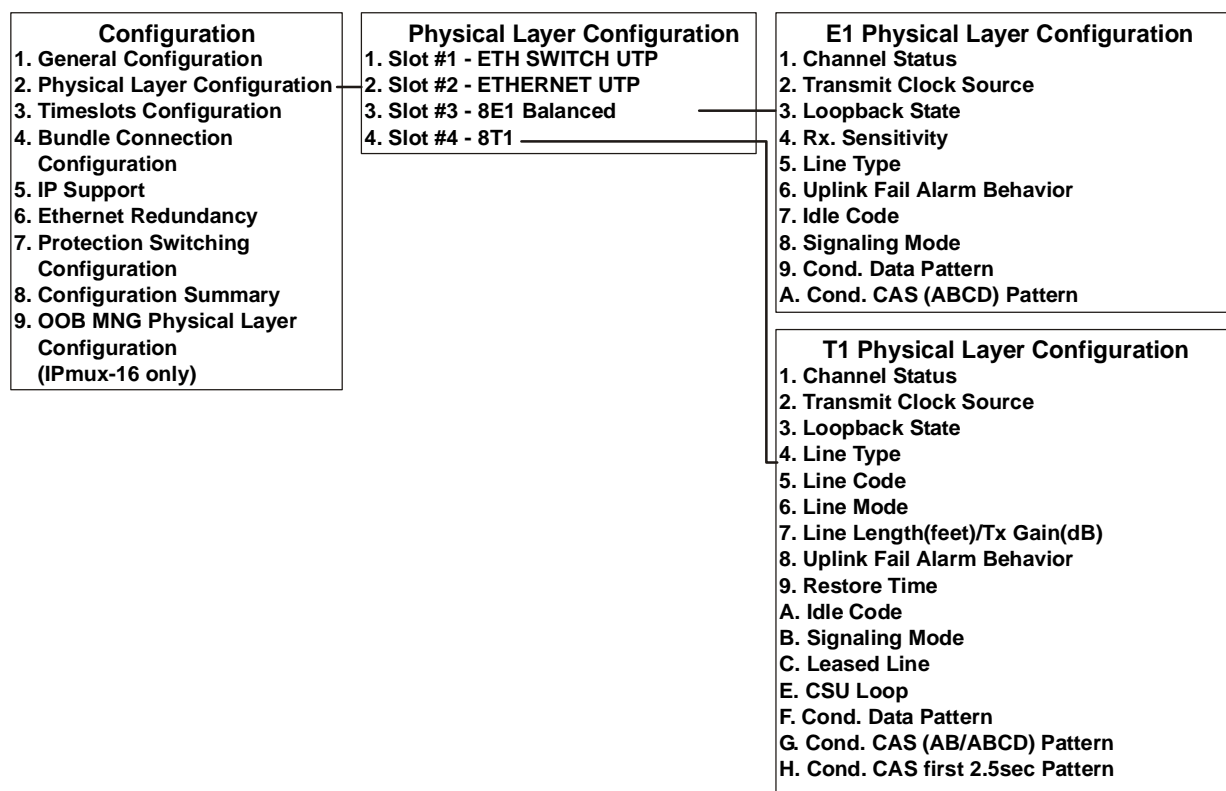 Configuration
1. General Configuration
2. Physical Layer Configuration
3. Timeslots Configuration
4. Bundle Connection
Configuration
5. IP Support
6. Ethernet Redundancy
7. Protection Switching
Configuration
8. Configuration Summary
9. OOB MNG Physical Layer
Configuration
(IPmux-16 only)
Physical Layer Configuration
1. Slot #1 - ETH SWITCH UTP
2. Slot #2 - ETHERNET UTP
3. Slot #3 - 8E1 Balanced
4. Slot #4 - 8T1
E1 Physical Layer Configuration
1. Channel Status
2. Transmit Clock Source
3. Loopback State
4. Rx. Sensitivity
5. Line Type
6. Uplink Fail Alarm Behavior
7. Idle Code
8. Signaling Mode
9. Cond. Data Pattern
A. Cond. CAS (ABCD) Pattern
T1 Physical Layer Configuration
1. Channel Status
2. Transmit Clock Source
3. Loopback State
4. Line Type
5. Line Code
6. Line Mode
7. Line Length(feet)/Tx Gain(dB)
8. Uplink Fail Alarm Behavior
9. Restore Time
A. Idle Code
B. Signaling Mode
C. Leased Line
E. CSU Loop
F. Cond. Data Pattern
G. Cond. CAS (AB/ABCD) Pattern
H. Cond. CAS first 2.5sec Pattern